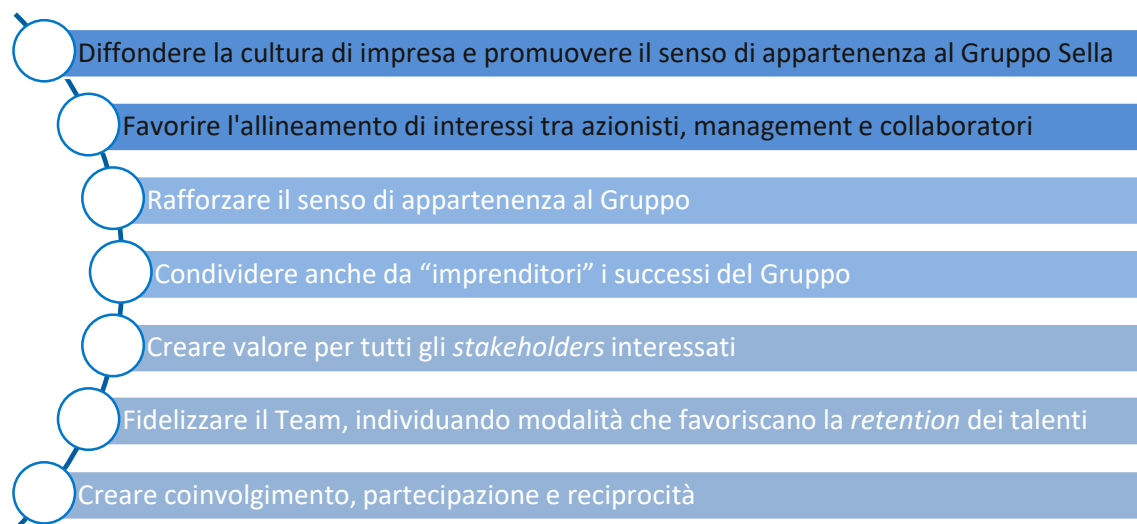 Diffondere la cultura di impresa e promuovere il senso di appartenenza al Gruppo Sella
Favorire l'allineamento di interessi tra azionisti, management e collaboratori
Rafforzare il senso di appartenenza al Gruppo
Condividere anche da “imprenditori” i successi del Gruppo
Creare valore per tutti gli stakeholders interessati
Fidelizzare il Team, individuando modalità che favoriscano la retention dei talenti
Creare coinvolgimento, partecipazione e reciprocità